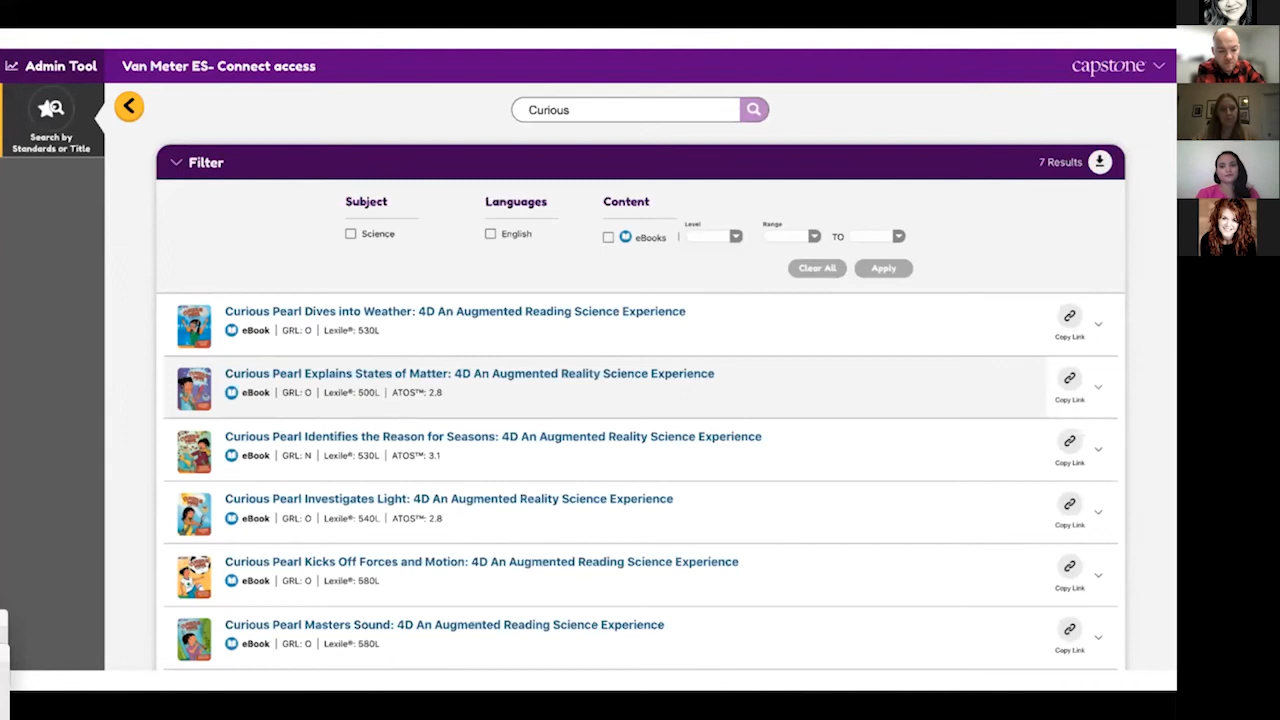 Admin Tool
Van Meter ES- Connect access
capstone
Search by
Standards or Title
Curious
Filter
7 Results
Subject
Languages
Content
Science
English
eBooks
Level
Range
TO
Clear All
Apply
Curious Pearl Dives into Weather: 4D An Augmented Reading Science Experience
eBook | GRL: O | Lexile®: 530L
Copy Link
Curious Pearl Explains States of Matter: 4D An Augmented Reality Science Experience
eBook | GRL: O | Lexile®: 500L | ATOS™: 2.8
Copy Link
Curious Pearl Identifies the Reason for Seasons: 4D An Augmented Reality Science Experience
eBook | GRL: N | Lexile®: 530L | ATOS™: 3.1
Copy Link
Curious Pearl Investigates Light: 4D An Augmented Reality Science Experience
eBook | GRL: O | Lexile®: 540L | ATOS™: 2.8
Copy Link
Curious Pearl Kicks Off Forces and Motion: 4D An Augmented Reading Science Experience
eBook | GRL: O | Lexile®: 580L
Copy Link
Curious Pearl Masters Sound: 4D An Augmented Reading Science Experience
eBook | GRL: O | Lexile®: 580L
Copy Link